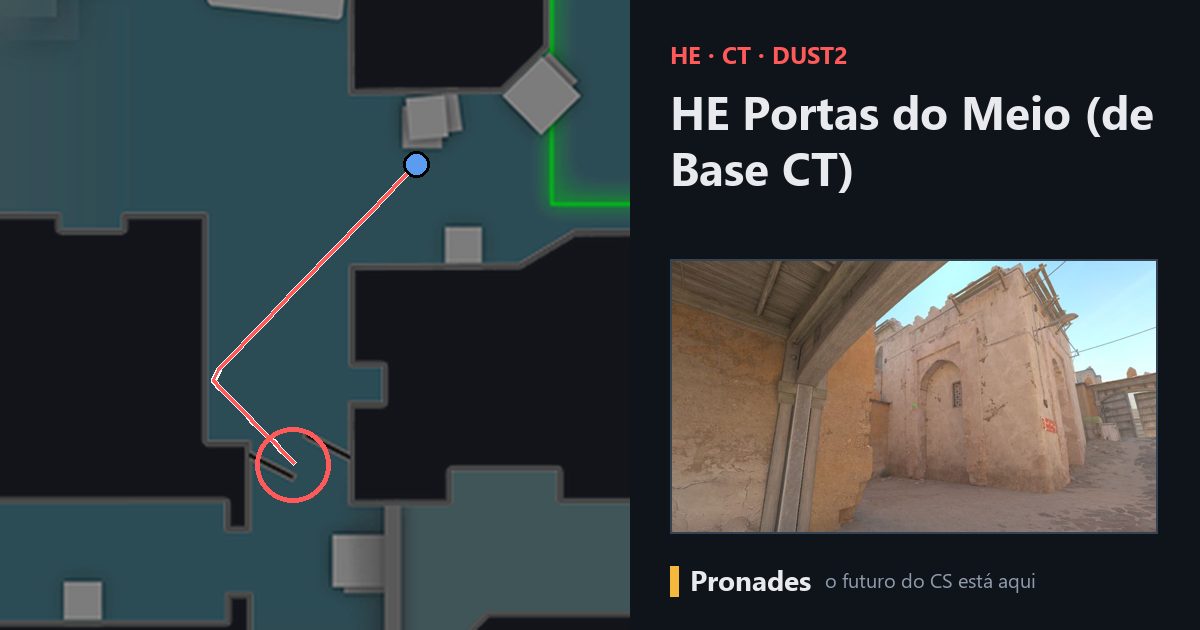 HE · CT · DUST2
HE Portas do Meio (de
Base CT)
Pronades o futuro do CS está aqui